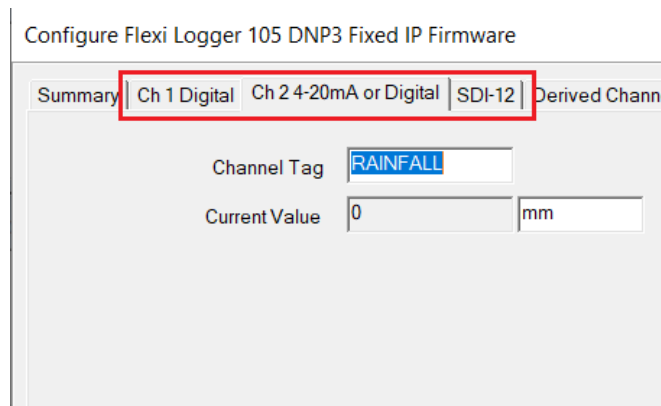 Configure Flexi Logger 105 DNP3 Fixed IP Firmware
Summary Ch 1 Digital Ch 2 4-20mA or Digital SDI-12 Derived Chann
Channel Tag RAINFALL
Current Value 0 mm